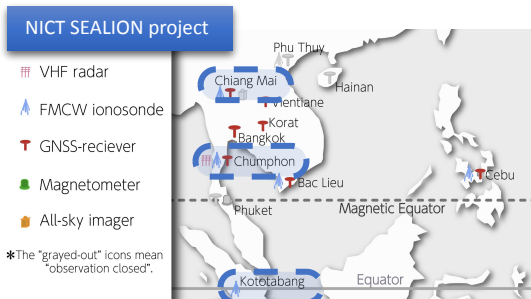 NICT SEALION project
VHF radar
FMCW ionosonde
GNSS-reciever
Magnetometer
All-sky imager
✻The "grayed-out" icons mean
"observation closed".
Phu Thuy
Hainan
Chiang Mai
Vientiane
Korat
Bangkok
Chumphon
Bac Lieu
Cebu
Phuket
Magnetic Equator
Kototabang
Equator